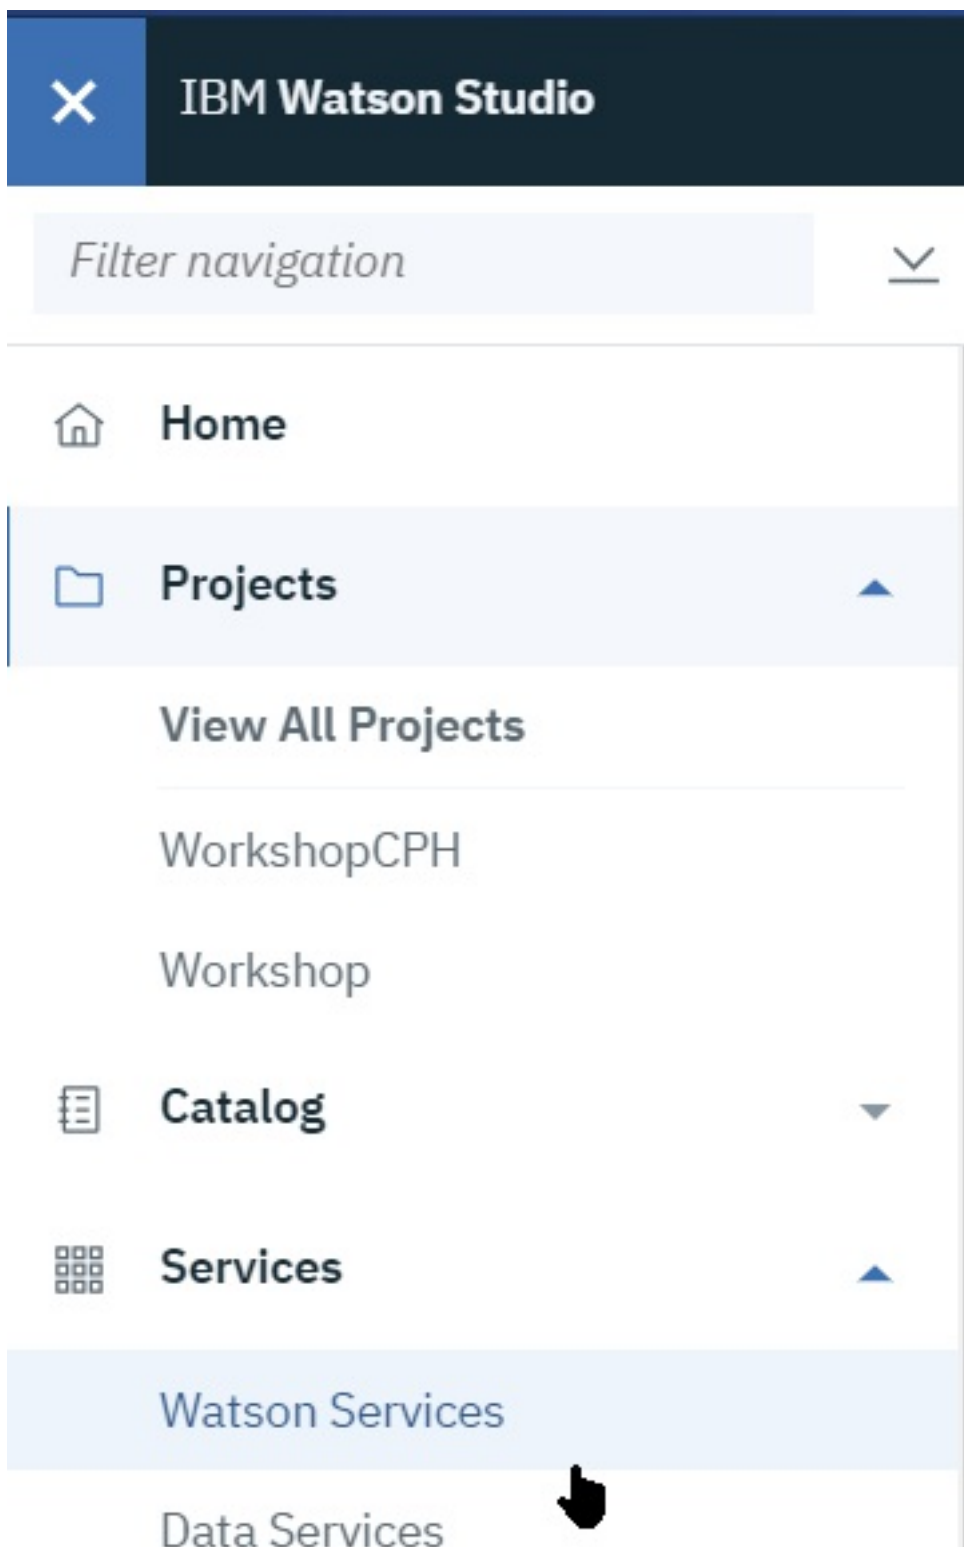 IBM Watson Studio
Filter navigation
Home
Projects
View All Projects
WorkshopCPH
Workshop
Catalog
Services
Watson Services
Data Services